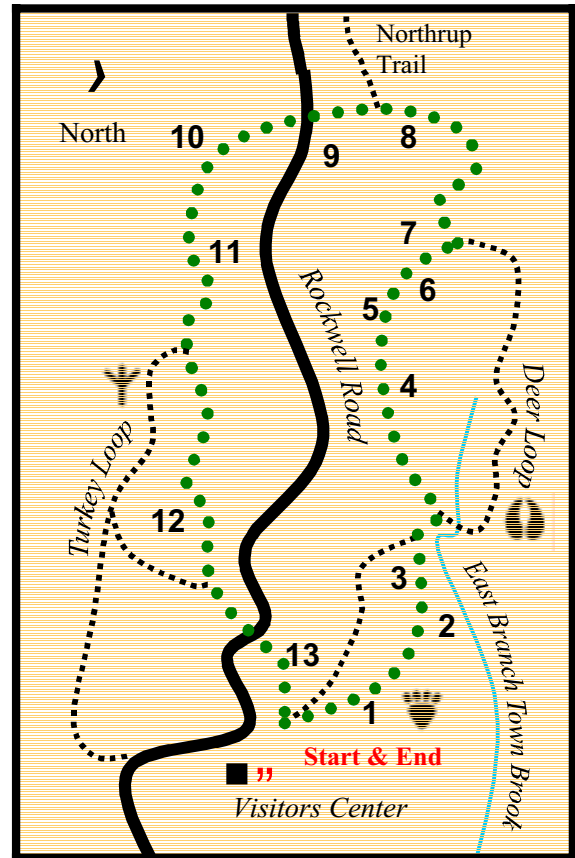 Northrup
Trail
North
10
8
9
7
11
6
5
Rockwell Road
4
Deer Loop
Turkey Loop
12
3
East Branch Town Brook
2
13
1
Start & End
”
Visitors Center